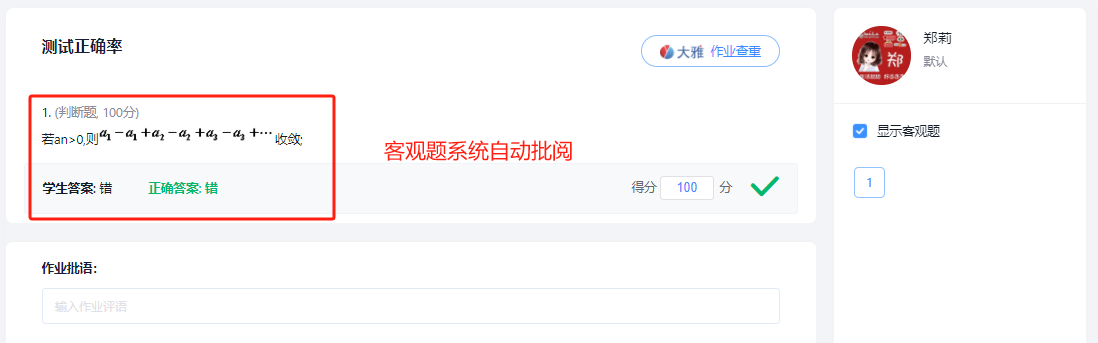 测试正确率
大雅 作业查重
1. (判断题, 100分)
若an>0,则a₁－a₁＋a₂－a₂＋a₃－a₃＋⋯ 收敛;
客观题系统自动批阅
学生答案: 错 正确答案: 错 得分 100 分
作业批语:
输入作业评语
郑莉
默认
郑
显示客观题
1